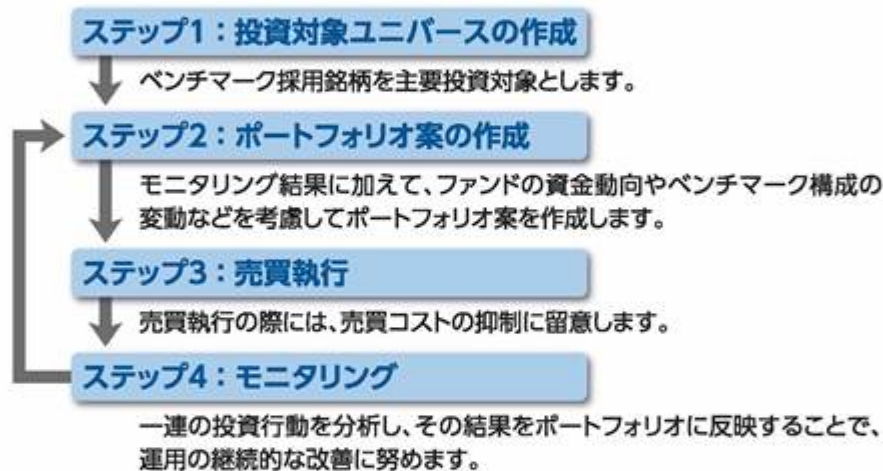 ステップ1：投資対象ユニバースの作成
ベンチマーク採用銘柄を主要投資対象とします。
ステップ2：ポートフォリオ案の作成
モニタリング結果に加えて、ファンドの資金動向やベンチマーク構成の
変動などを考慮してポートフォリオ案を作成します。
ステップ3：売買執行
売買執行の際には、売買コストの抑制に留意します。
ステップ4：モニタリング
一連の投資行動を分析し、その結果をポートフォリオに反映することで、
運用の継続的な改善に努めます。